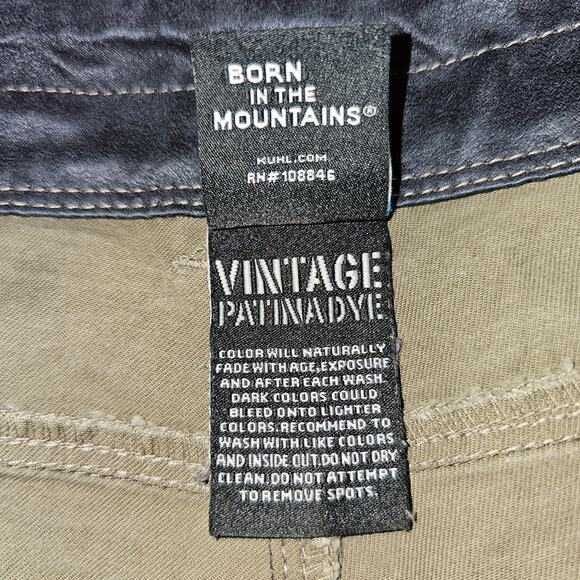 BORN
IN THE
MOUNTAINS®
KUHL.COM
RN#108846
VINTAGE
PATINADYE
COLOR WILL NATURALLY
FADE WITH AGE,EXPOSURE
AND AFTER EACH WASH.
DARK COLORS COULD
BLEED ONTO LIGHTER
COLORS.RECOMMEND TO
WASH WITH LIKE COLORS
AND INSIDE OUT.DO NOT DRY
CLEAN.DO NOT ATTEMPT
TO REMOVE SPOTS.